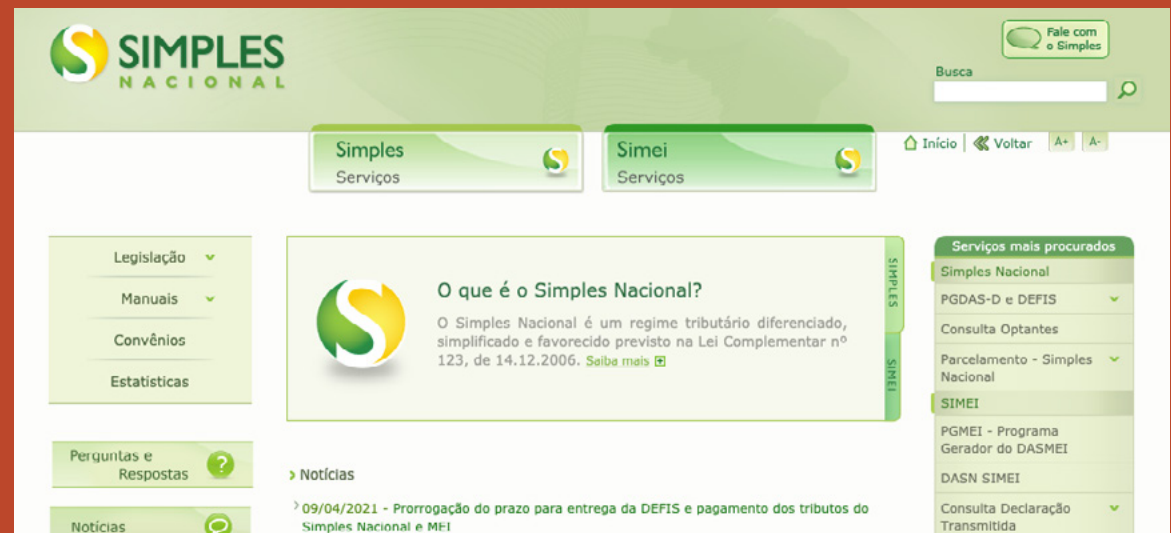 SIMPLES
NACIONAL
Fale com
o Simples
Busca
Simples
Serviços
Simei
Serviços
Início
Voltar
A+
A-
Legislação
Manuais
Convênios
Estatísticas
Perguntas e
Respostas
Notícias
O que é o Simples Nacional?
O Simples Nacional é um regime tributário diferenciado,
simplificado e favorecido previsto na Lei Complementar nº
123, de 14.12.2006. Saiba mais
SIMPLES
SIMEI
Notícias
09/04/2021 - Prorrogação do prazo para entrega da DEFIS e pagamento dos tributos do
Simples Nacional e MEI
Serviços mais procurados
Simples Nacional
PGDAS-D e DEFIS
Consulta Optantes
Parcelamento - Simples
Nacional
SIMEI
PGMEI - Programa
Gerador do DASMEI
DASN SIMEI
Consulta Declaração
Transmitida